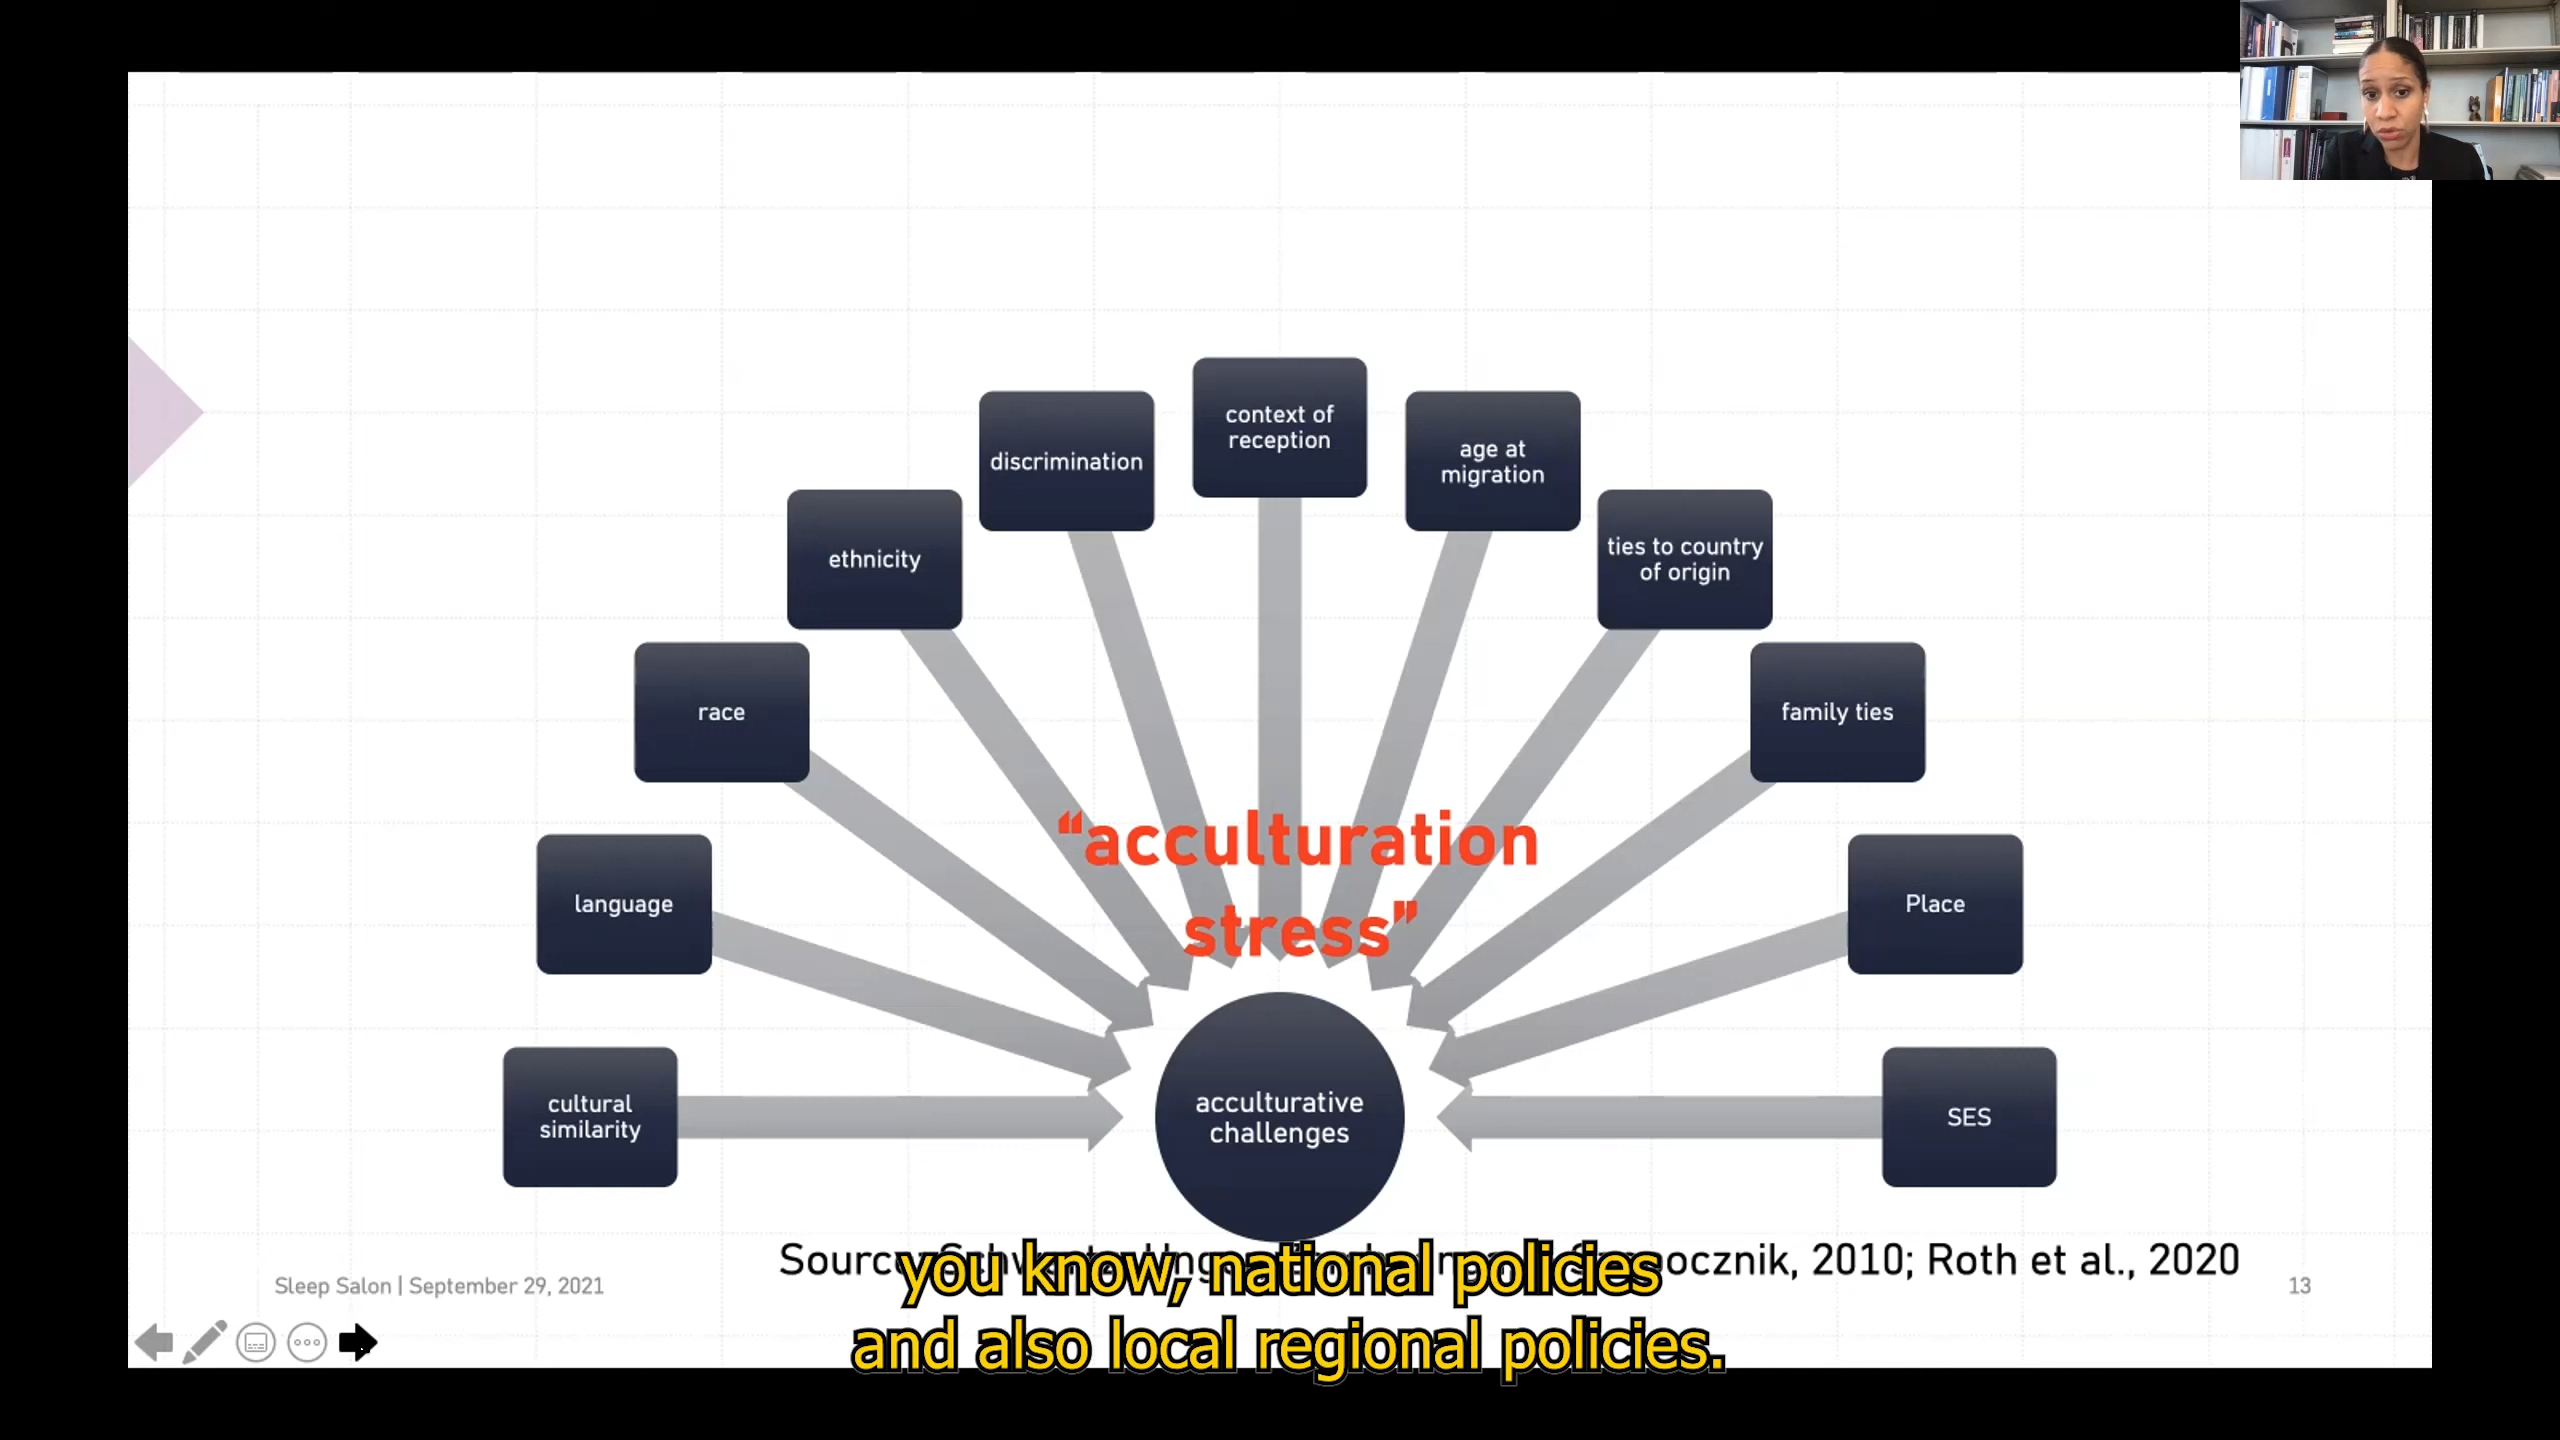 context of
reception
discrimination
age at
migration
ethnicity
ties to country
of origin
race
family ties
"acculturation
stress"
language
Place
cultural
similarity
acculturative
challenges
SES
2010; Roth et al., 2020
Sleep Salon | September 29, 2021
13
you know, national policies
and also local regional policies.